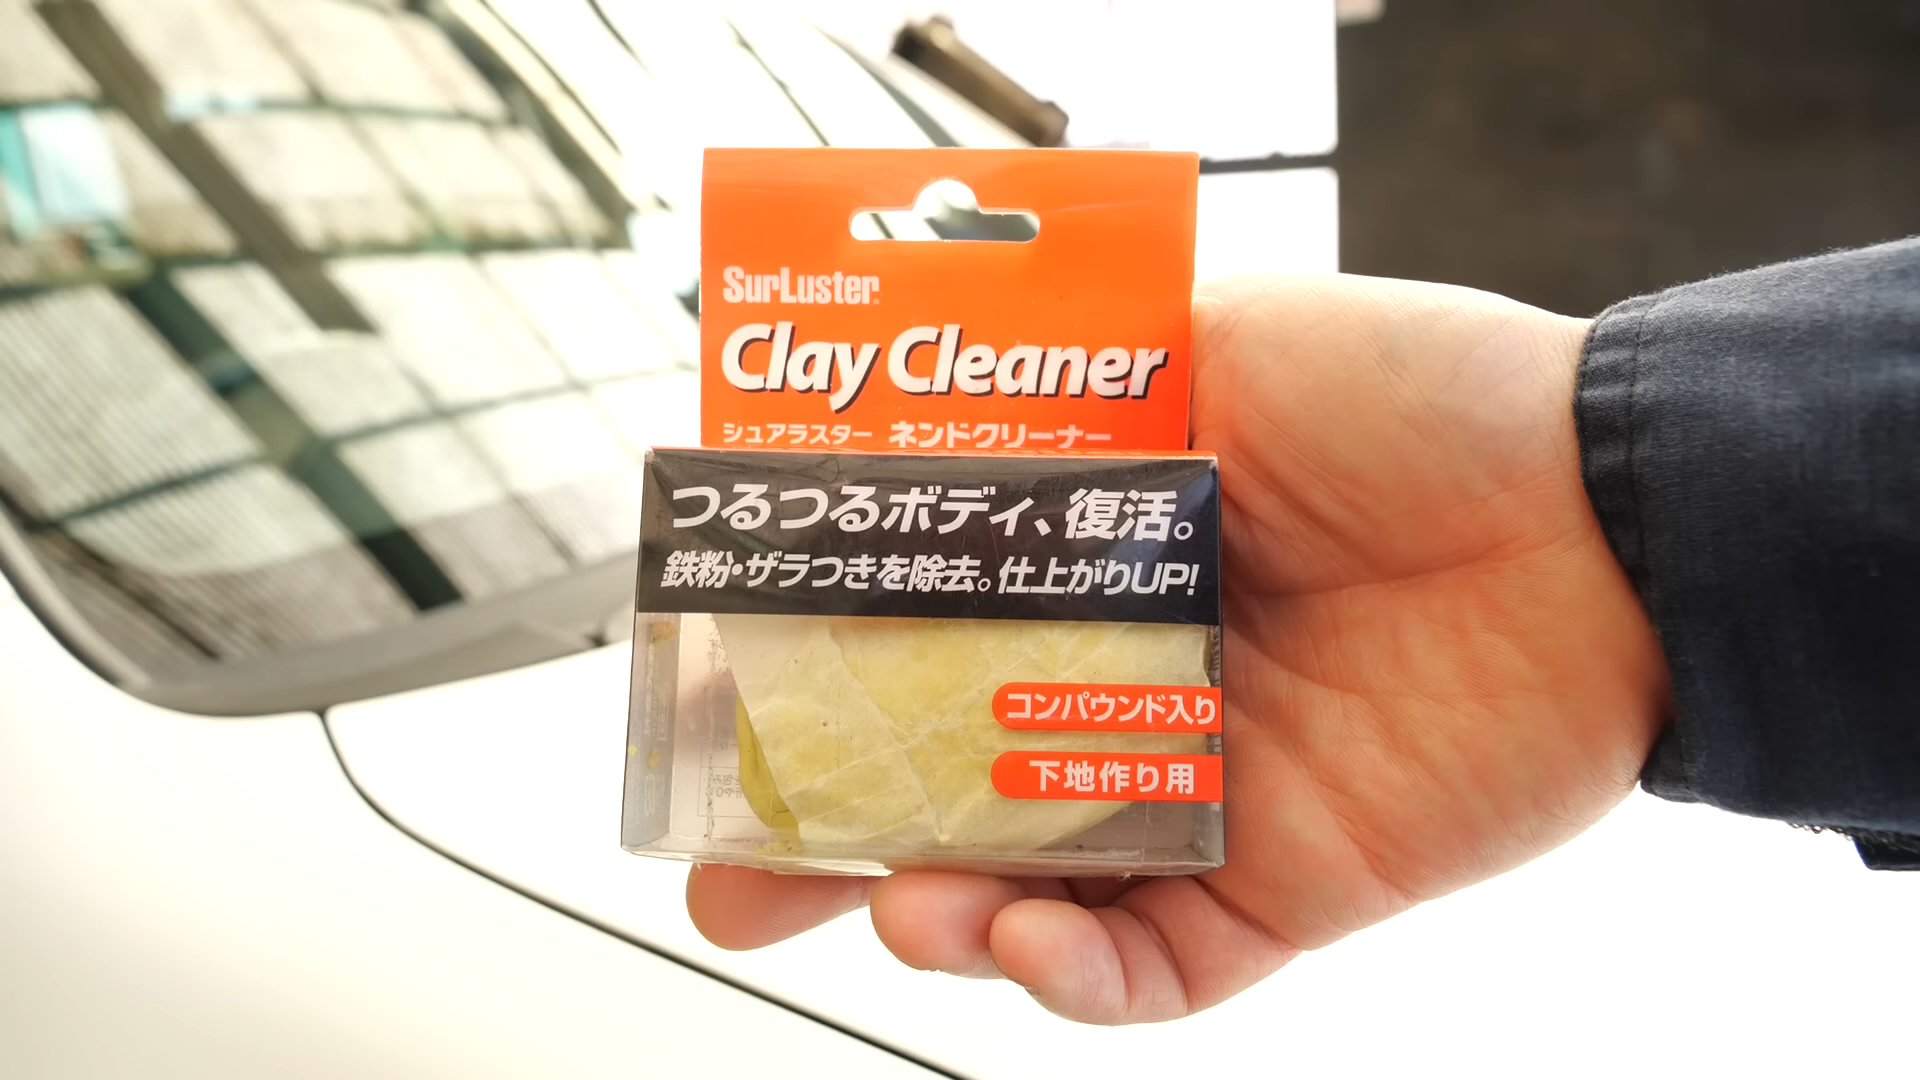 SurLuster
Clay Cleaner
シュアラスター ネンドクリーナー
つるつるボディ、復活。
鉄粉・ザラつきを除去。仕上がりUP!
コンパウンド入り
下地作り用